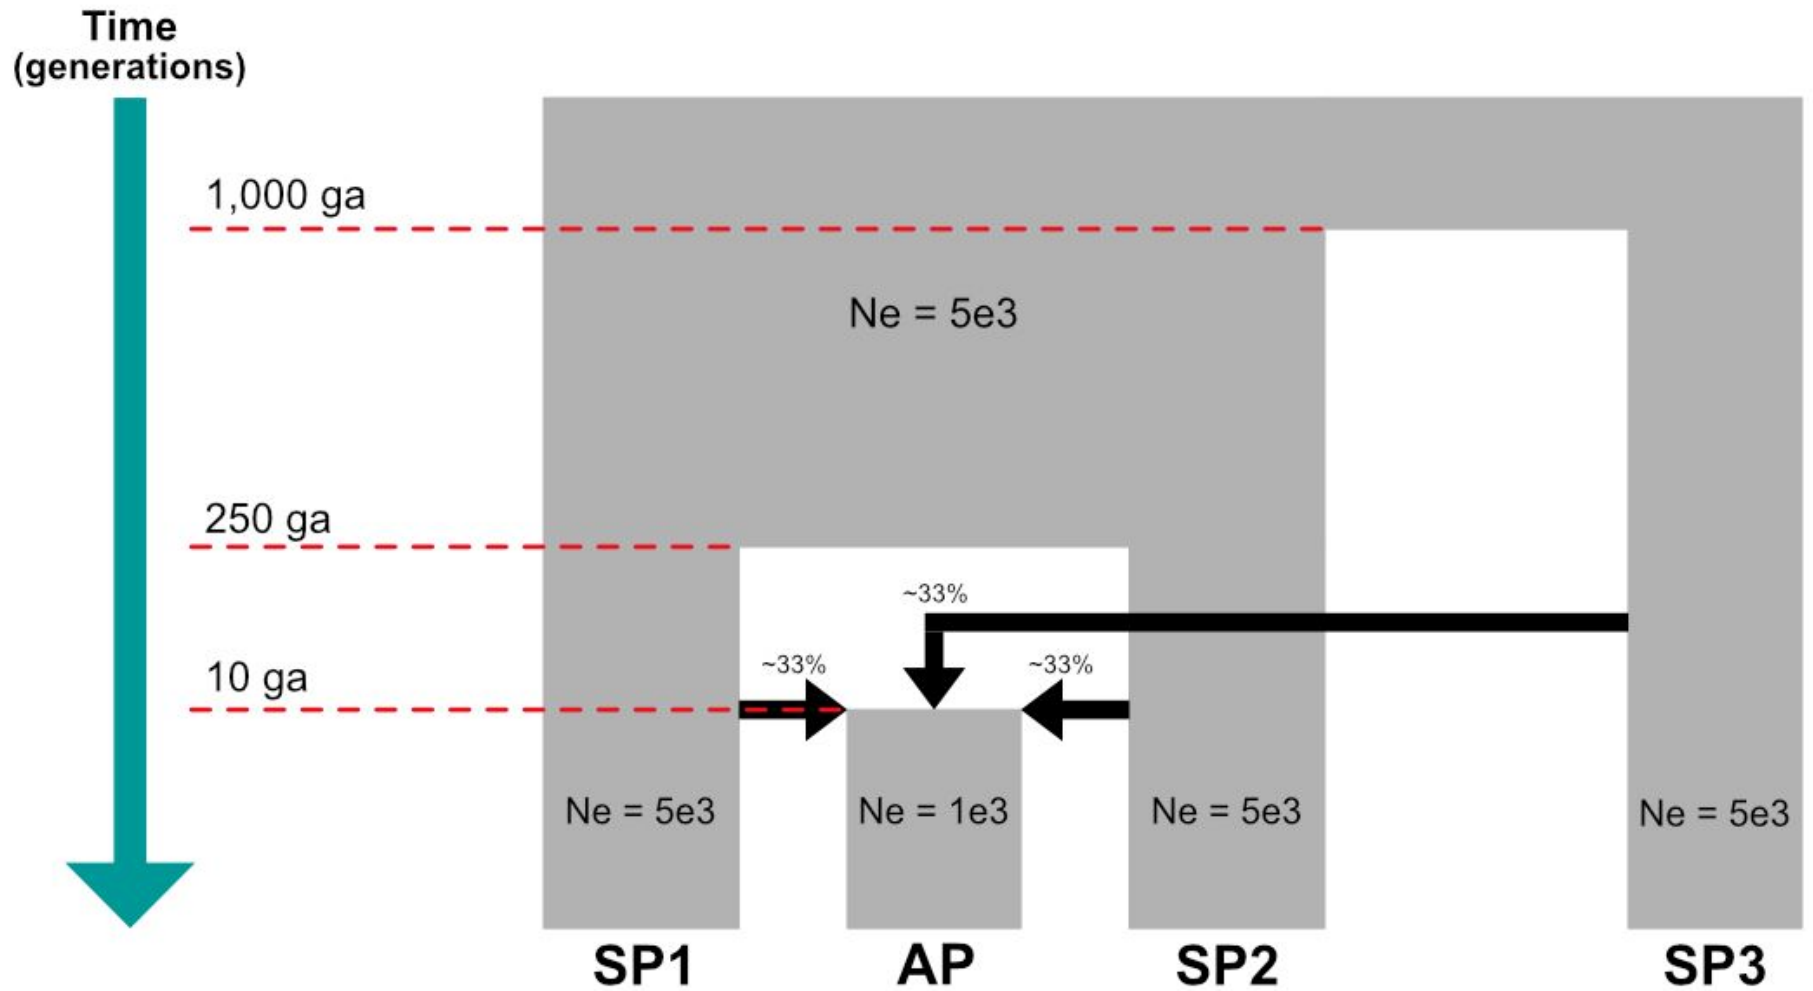 Time
(generations)
1,000 ga
Ne = 5e3
250 ga
~33%
10 ga
~33%
~33%
Ne = 5e3
Ne = 1e3
Ne = 5e3
Ne = 5e3
SP1
AP
SP2
SP3